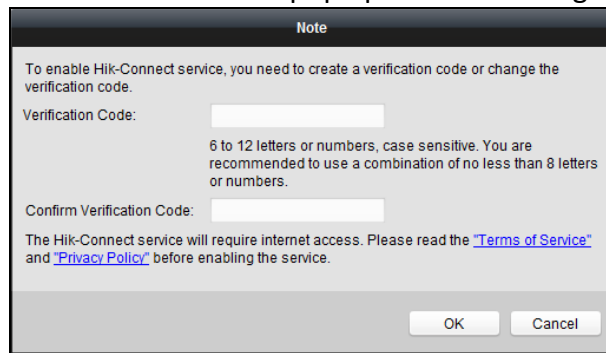 Note
To enable Hik-Connect service, you need to create a verification code or change the
verification code.
Verification Code:
6 to 12 letters or numbers, case sensitive. You are
recommended to use a combination of no less than 8 letters
or numbers.
Confirm Verification Code:
The Hik-Connect service will require internet access. Please read the "Terms of Service"
and "Privacy Policy" before enabling the service.
OK Cancel